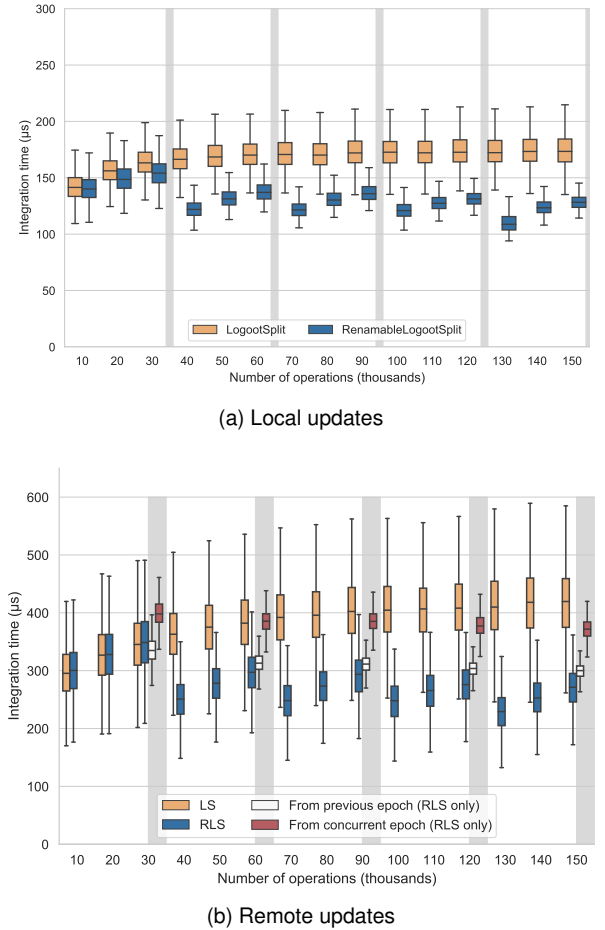 300
250
200
150
100
50
0
Integration time (μs)
LogootSplit RenamableLogootSplit
10 20 30 40 50 60 70 80 90 100 110 120 130 140 150
Number of operations (thousands)
(a) Local updates
600
500
400
300
200
100
0
Integration time (μs)
LS From previous epoch (RLS only)
RLS From concurrent epoch (RLS only)
10 20 30 40 50 60 70 80 90 100 110 120 130 140 150
Number of operations (thousands)
(b) Remote updates